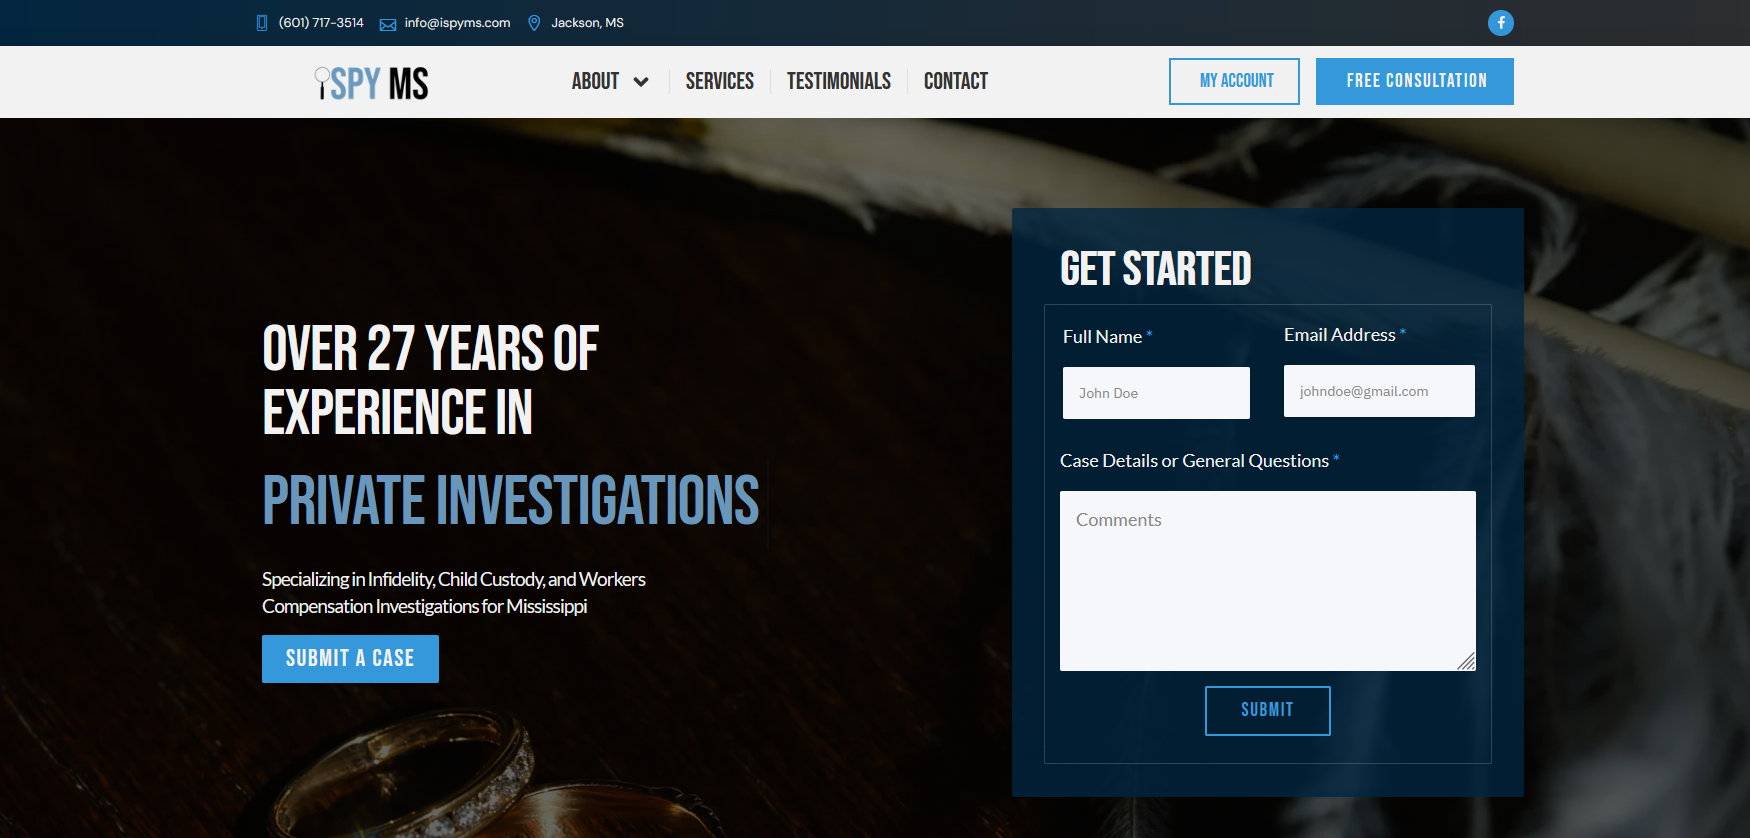 (601) 717-3514 info@ispyms.com Jackson, MS
iSPY MS ABOUT SERVICES TESTIMONIALS CONTACT MY ACCOUNT FREE CONSULTATION
OVER 27 YEARS OF
EXPERIENCE IN
PRIVATE INVESTIGATIONS
Specializing in Infidelity, Child Custody, and Workers
Compensation Investigations for Mississippi
SUBMIT A CASE
GET STARTED
Full Name * Email Address *
John Doe johndoe@gmail.com
Case Details or General Questions *
Comments
SUBMIT